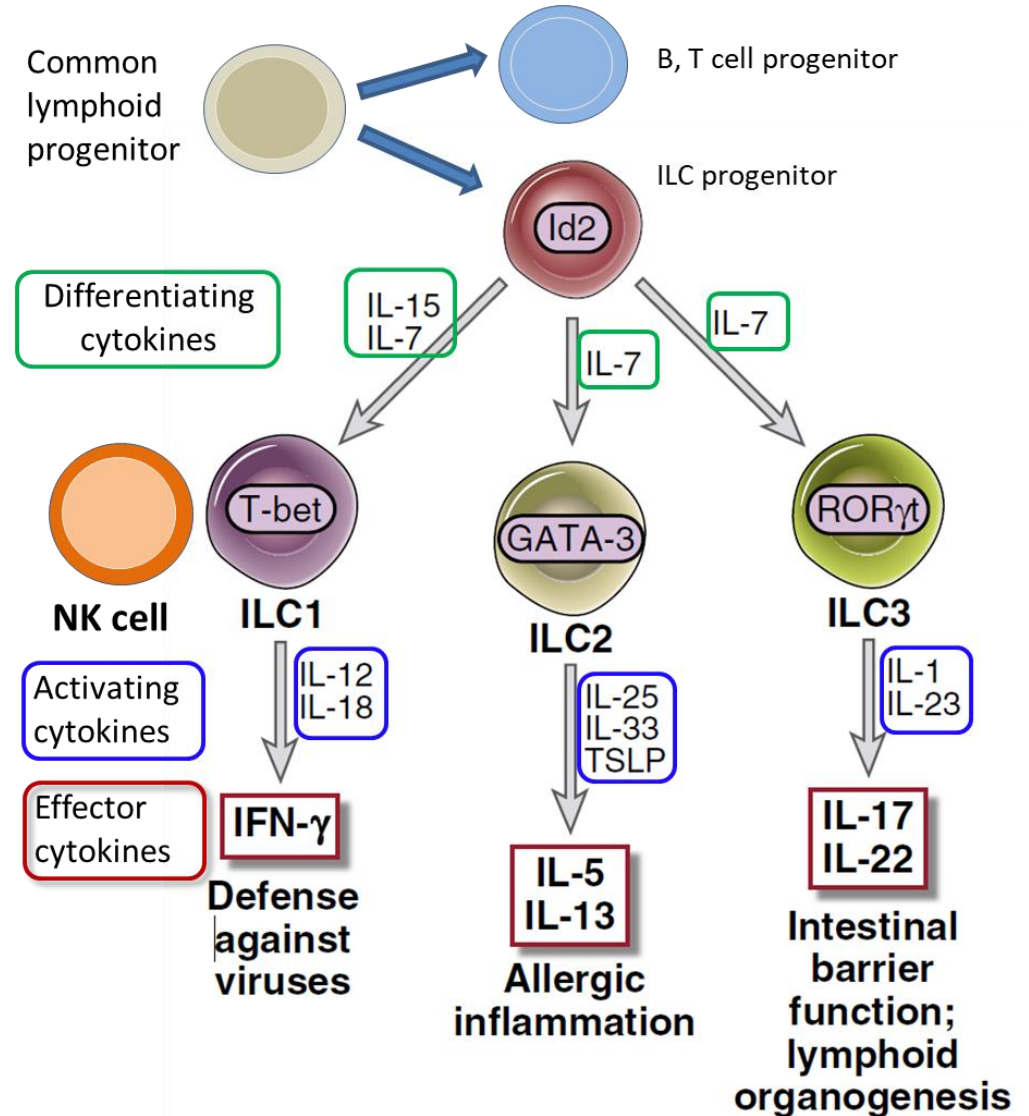 Common
lymphoid
progenitor
B, T cell progenitor
ILC progenitor
Id2
Differentiating
cytokines
IL-15
IL-7
IL-7
IL-7
NK cell
T-bet
ILC1
GATA-3
ILC2
RORγt
ILC3
Activating
cytokines
IL-12
IL-18
IL-25
IL-33
TSLP
IL-1
IL-23
Effector
cytokines
IFN-γ
Defense
against
viruses
IL-5
IL-13
Allergic
inflammation
IL-17
IL-22
Intestinal
barrier
function;
lymphoid
organogenesis